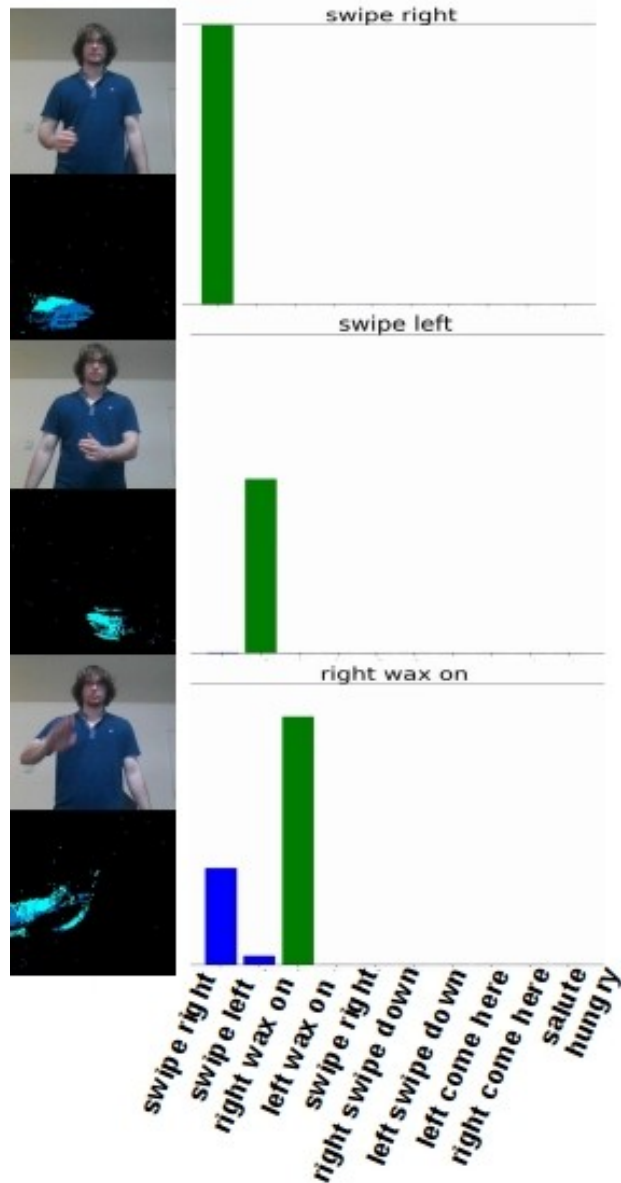 swipe right
swipe left
right wax on
swipe right
swipe left
right wax on
left wax on
swipe right
right swipe down
left swipe down
left come here
right come here
salute
hungry